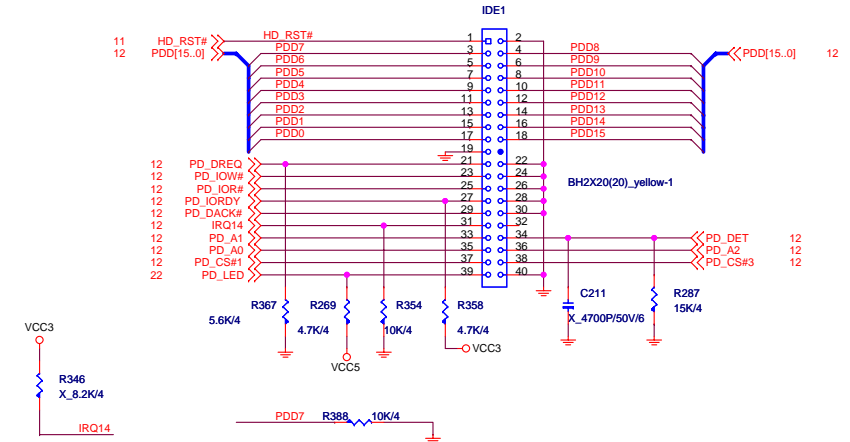 IDE1
11 HD_RST# HD_RST# 1 2
12 PDD[15..0] PDD7 3 4 PDD8 PDD[15..0] 12
PDD6 5 6 PDD9
PDD5 7 8 PDD10
PDD4 9 10 PDD11
PDD3 11 12 PDD12
PDD2 13 14 PDD13
PDD1 15 16 PDD14
PDD0 17 18 PDD15
19
12 PD_DREQ 21 22
12 PD_IOW# 23 24
12 PD_IOR# 25 26 BH2X20(20)_yellow-1
12 PD_IORDY 27 28
12 PD_DACK# 29 30
12 IRQ14 31 32
12 PD_A1 33 34 PD_DET 12
12 PD_A0 35 36 PD_A2 12
12 PD_CS#1 37 38 PD_CS#3 12
22 PD_LED 39 40
R367 R269 R354 R358 C211 R287
5.6K/4 4.7K/4 10K/4 4.7K/4 X_4700P/50V/6 15K/4
VCC3 VCC5 VCC3
R346
X_8.2K/4
IRQ14 PDD7 R388 10K/4